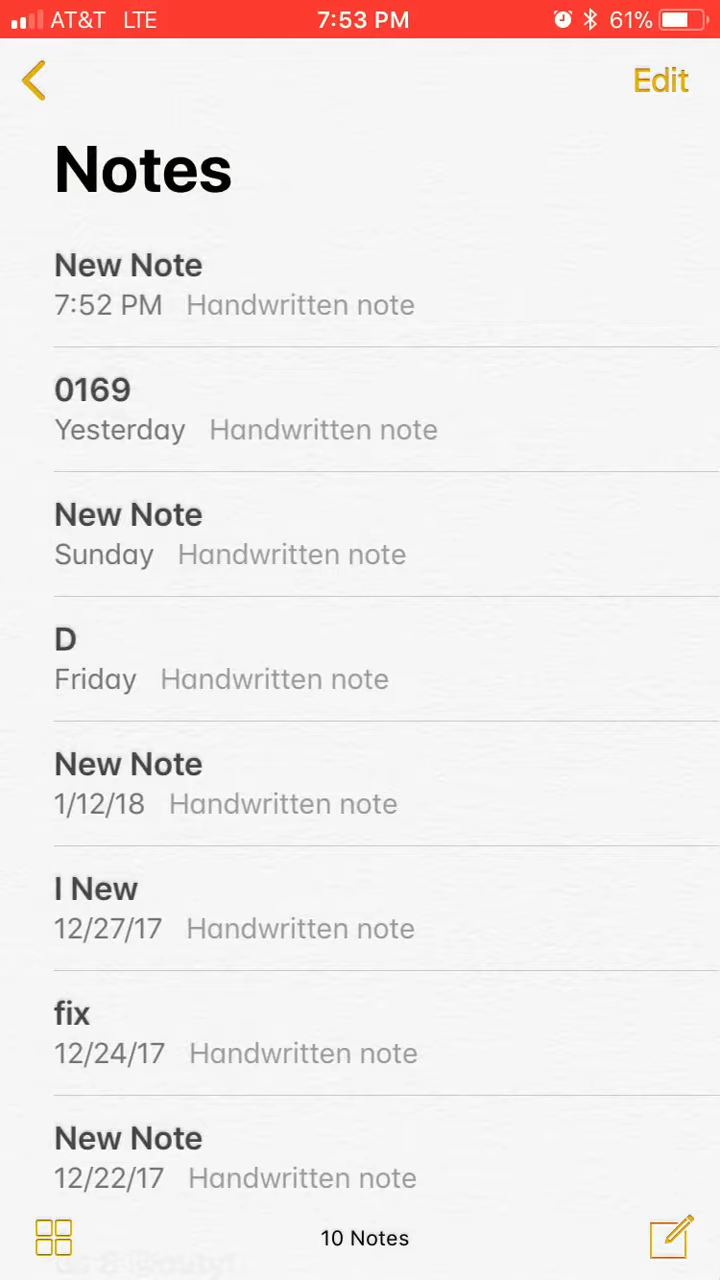 AT&T LTE 7:53 PM 61%
Edit
Notes
New Note
7:52 PM Handwritten note
0169
Yesterday Handwritten note
New Note
Sunday Handwritten note
D
Friday Handwritten note
New Note
1/12/18 Handwritten note
I New
12/27/17 Handwritten note
fix
12/24/17 Handwritten note
New Note
12/22/17 Handwritten note
10 Notes